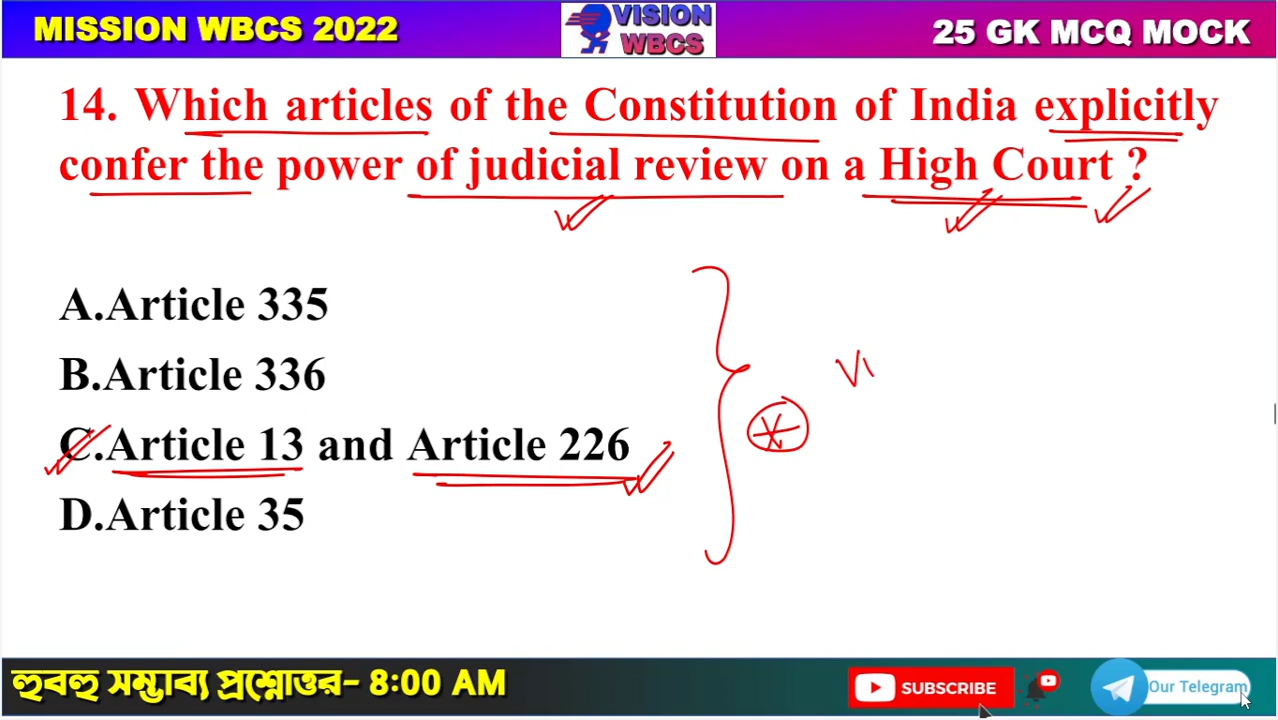 MISSION WBCS 2022
VISION
WBCS
25 GK MCQ MOCK
14. Which articles of the Constitution of India explicitly
confer the power of judicial review on a High Court ?
A.Article 335
B.Article 336
C.Article 13 and Article 226
D.Article 35
VI
হুবহু সম্ভাব্য প্রশ্নোত্তর- 8:00 AM
SUBSCRIBE
Our Telegram